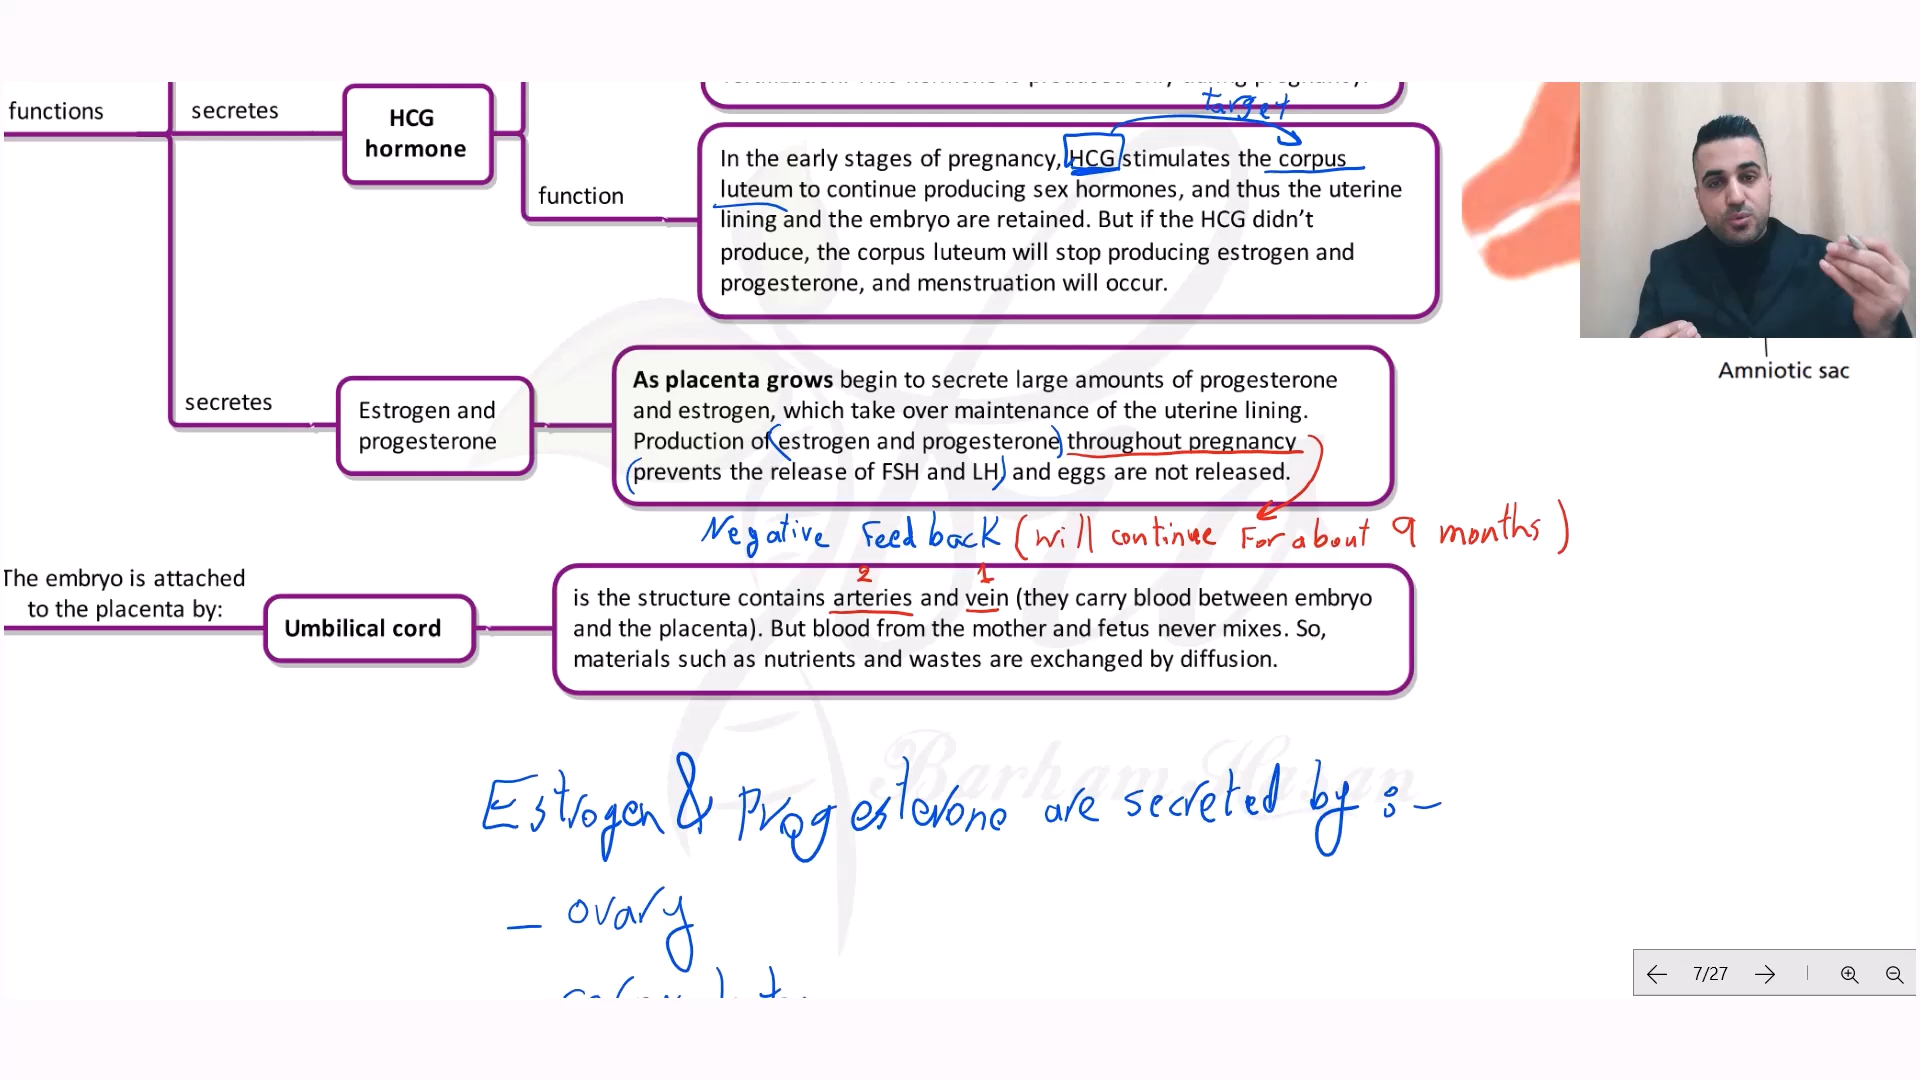 functions
secretes
HCG
hormone
target
function
In the early stages of pregnancy, HCG stimulates the corpus
luteum to continue producing sex hormones, and thus the uterine
lining and the embryo are retained. But if the HCG didn't
produce, the corpus luteum will stop producing estrogen and
progesterone, and menstruation will occur.
Amniotic sac
secretes
Estrogen and
progesterone
As placenta grows begin to secrete large amounts of progesterone
and estrogen, which take over maintenance of the uterine lining.
Production of (estrogen and progesterone) throughout pregnancy
(prevents the release of FSH and LH) and eggs are not released.
Negative Feedback (will continue For about 9 months)
The embryo is attached
to the placenta by:
Umbilical cord
2 1
is the structure contains arteries and vein (they carry blood between embryo
and the placenta). But blood from the mother and fetus never mixes. So,
materials such as nutrients and wastes are exchanged by diffusion.
Barham Hasan
Estrogen & progesterone are secreted by :-
- ovary
7/27